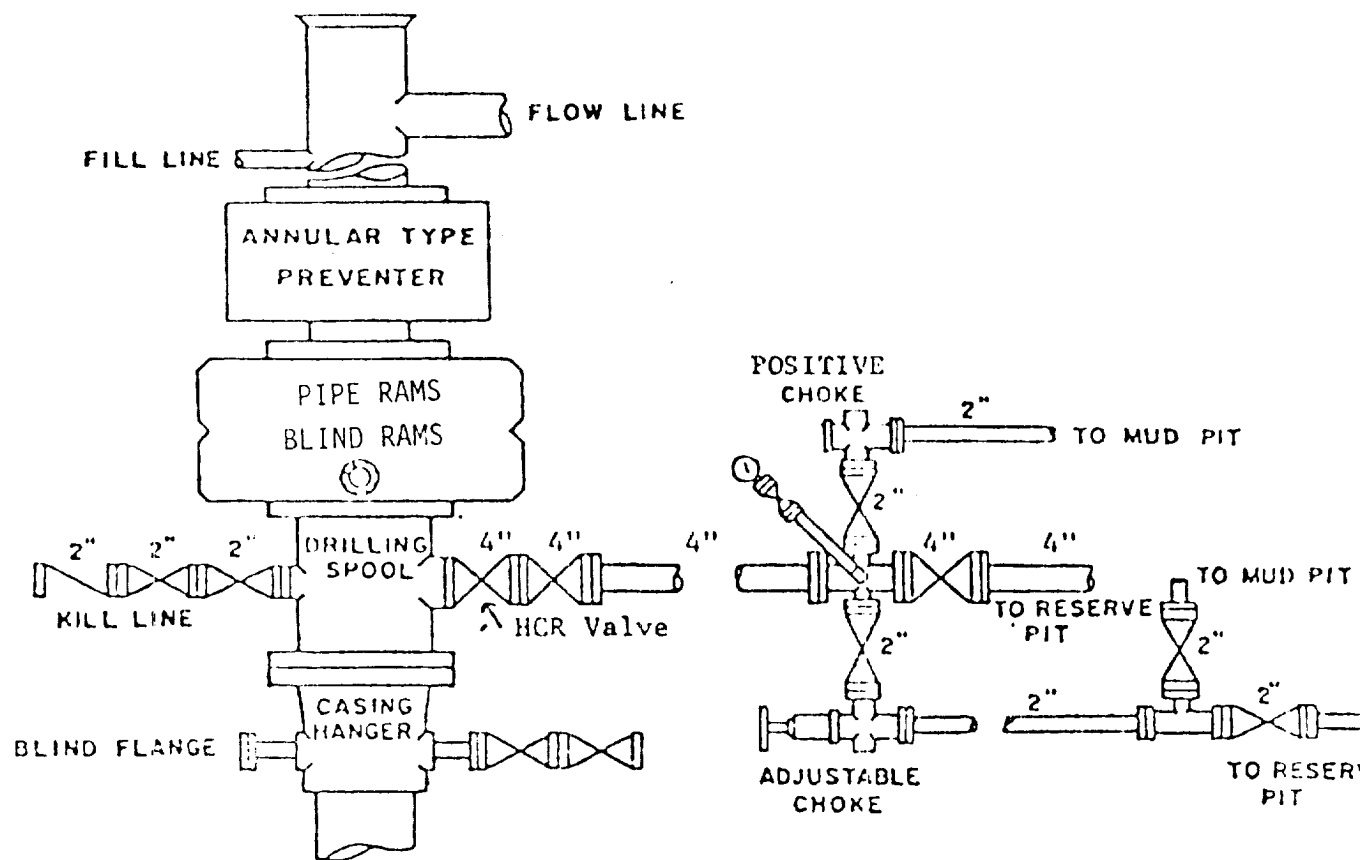 FLOW LINE
FILL LINE
ANNULAR TYPE
PREVENTER
PIPE RAMS
BLIND RAMS
POSITIVE
CHOKE
2"
TO MUD PIT
2"
2"
2"
2"
DRILLING
SPOOL
4"
4"
4"
4"
4"
KILL LINE
HCR Valve
TO RESERVE
PIT
TO MUD PIT
2"
2"
CASING
HANGER
BLIND FLANGE
2"
2"
ADJUSTABLE
CHOKE
TO RESERV
PIT